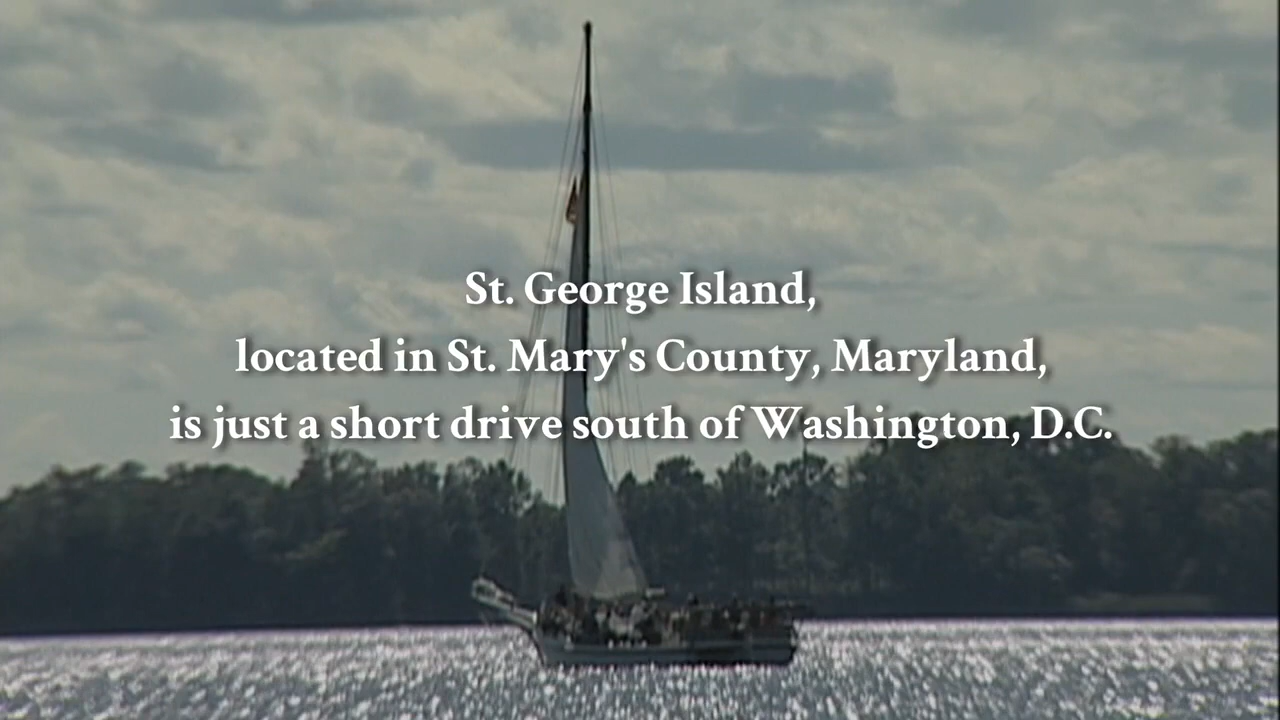 St. George Island,
located in St. Mary's County, Maryland,
is just a short drive south of Washington, D.C.